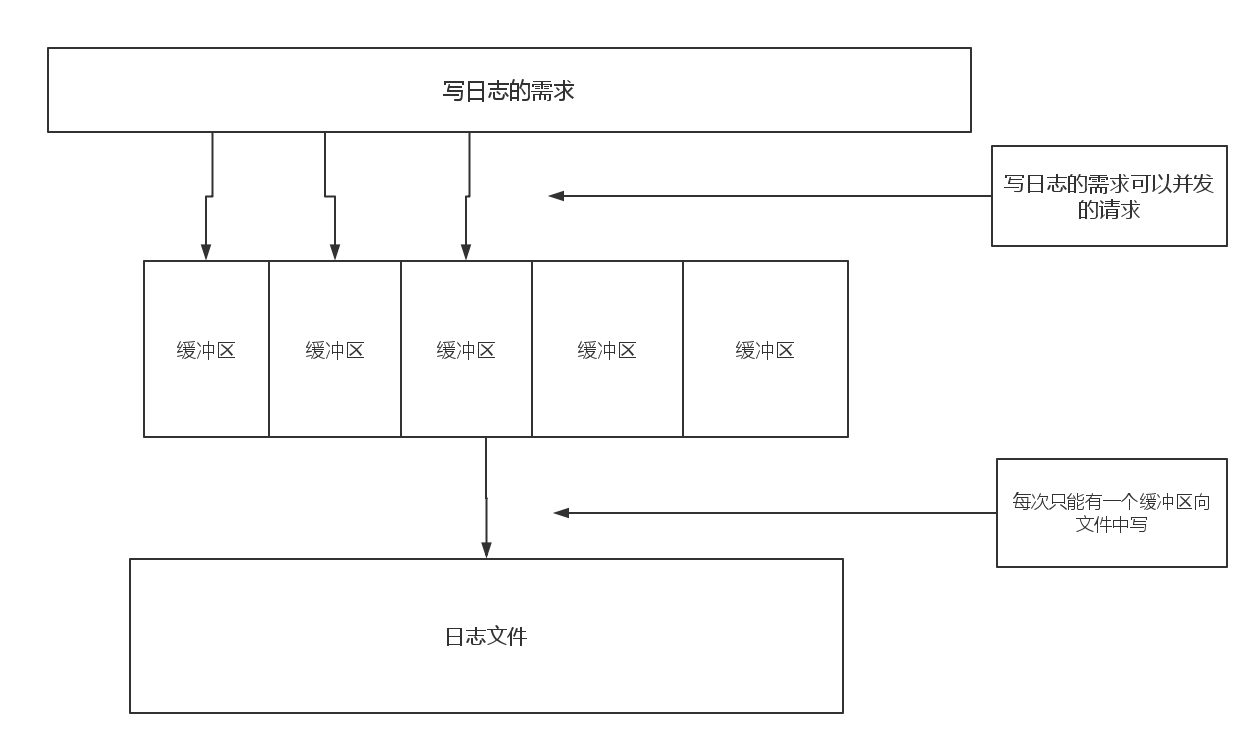 写日志的需求
写日志的需求可以并发
的请求
缓冲区
缓冲区
缓冲区
缓冲区
缓冲区
每次只能有一个缓冲区向
文件中写
日志文件